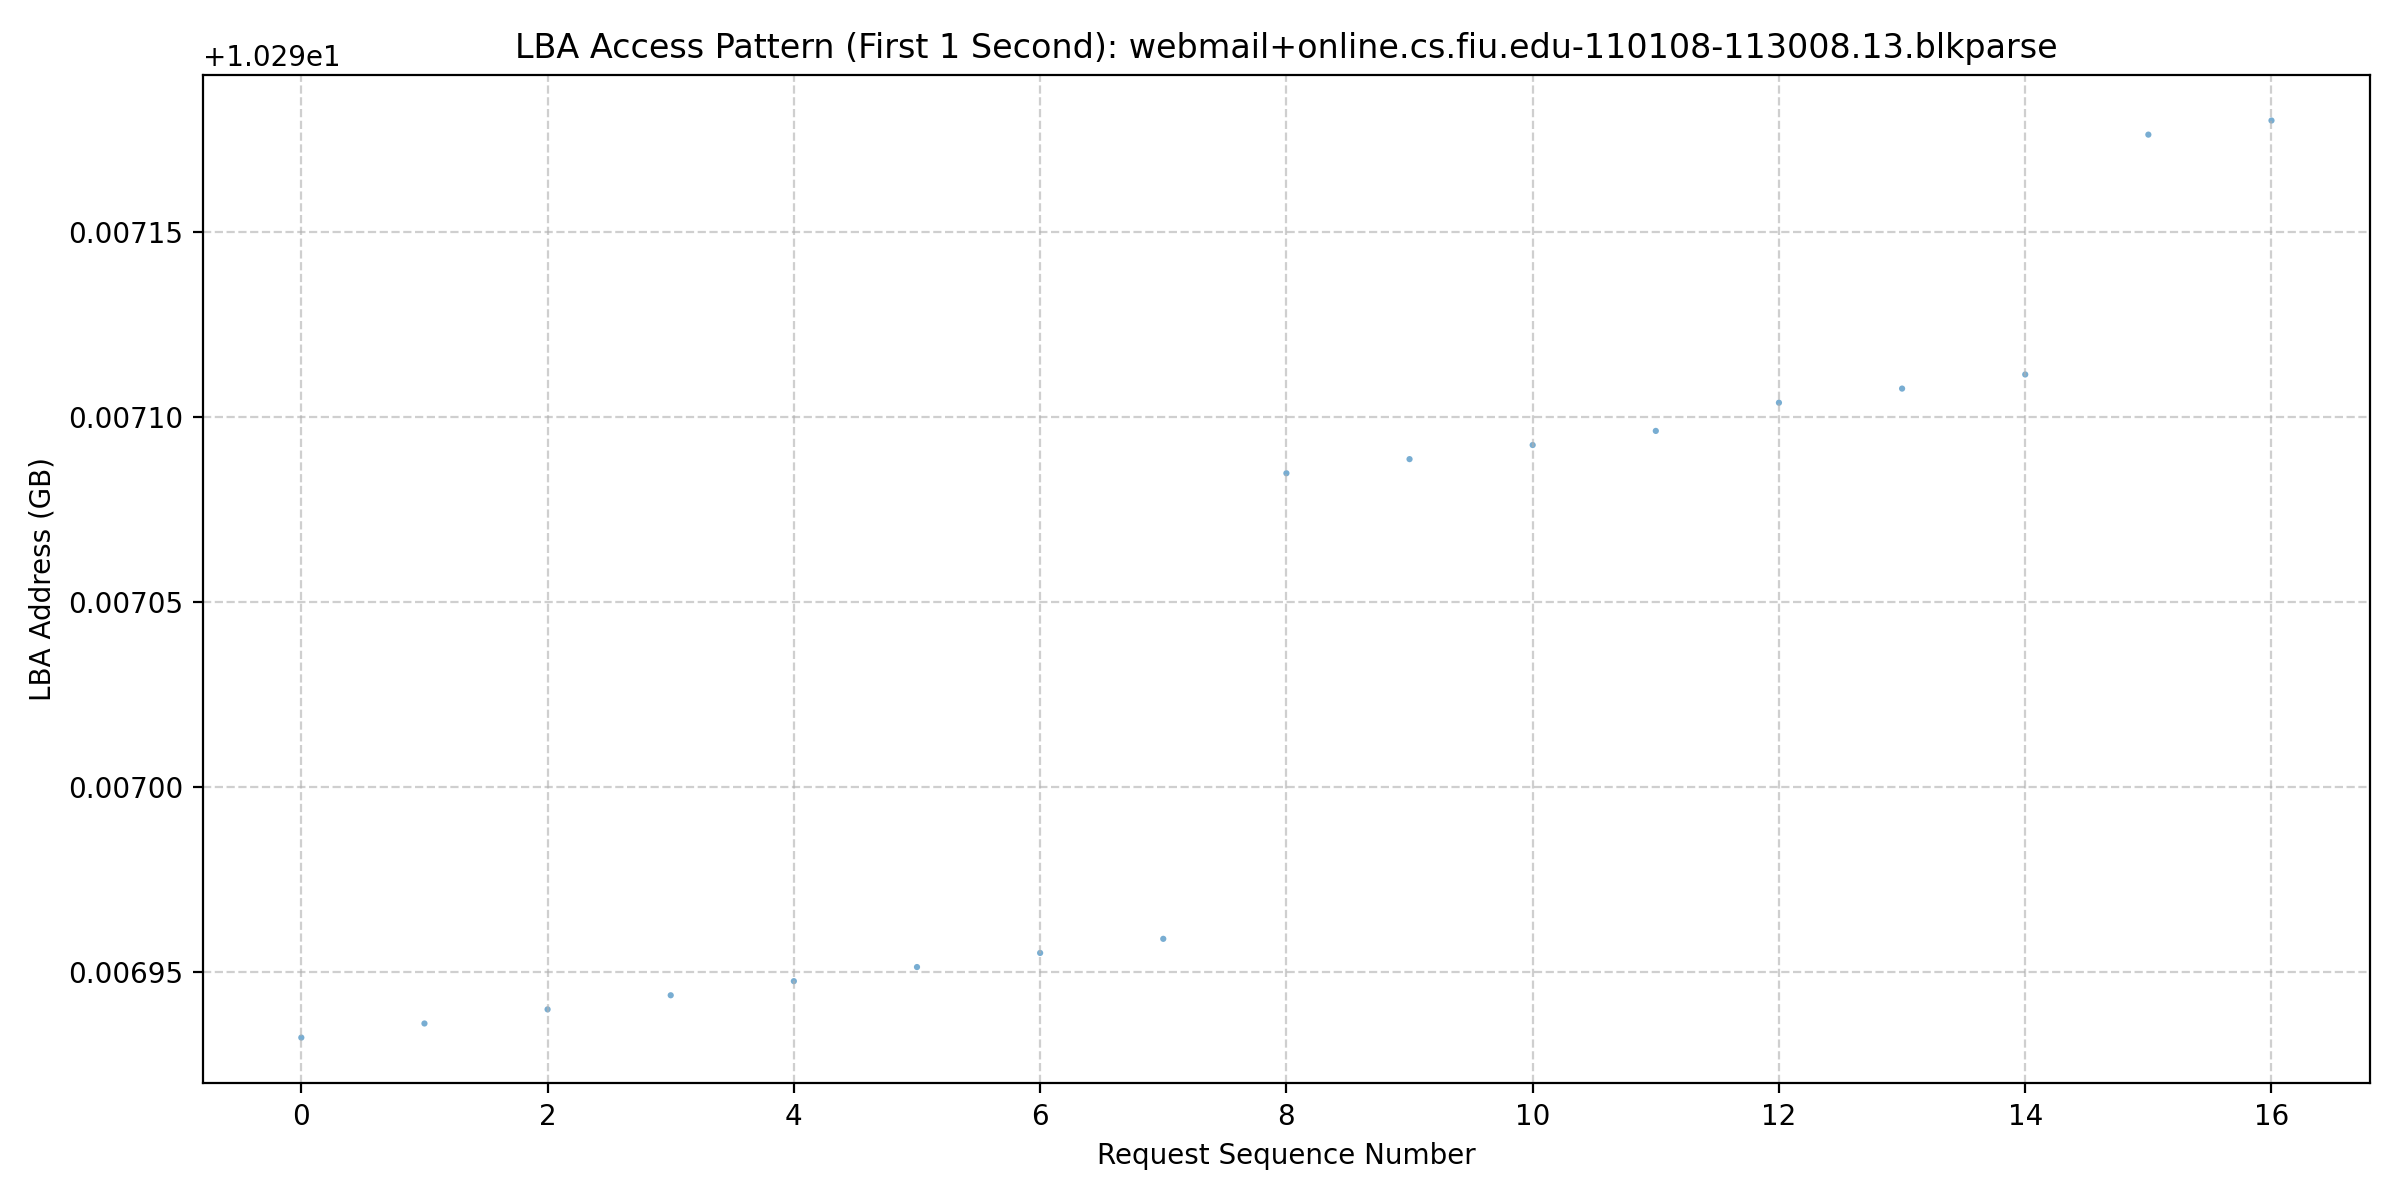 LBA Access Pattern (First 1 Second): webmail+online.cs.fiu.edu-110108-113008.13.blkparse
+1.029e1
0.00715
0.00710
0.00705
0.00700
0.00695
LBA Address (GB)
0 2 4 6 8 10 12 14 16
Request Sequence Number